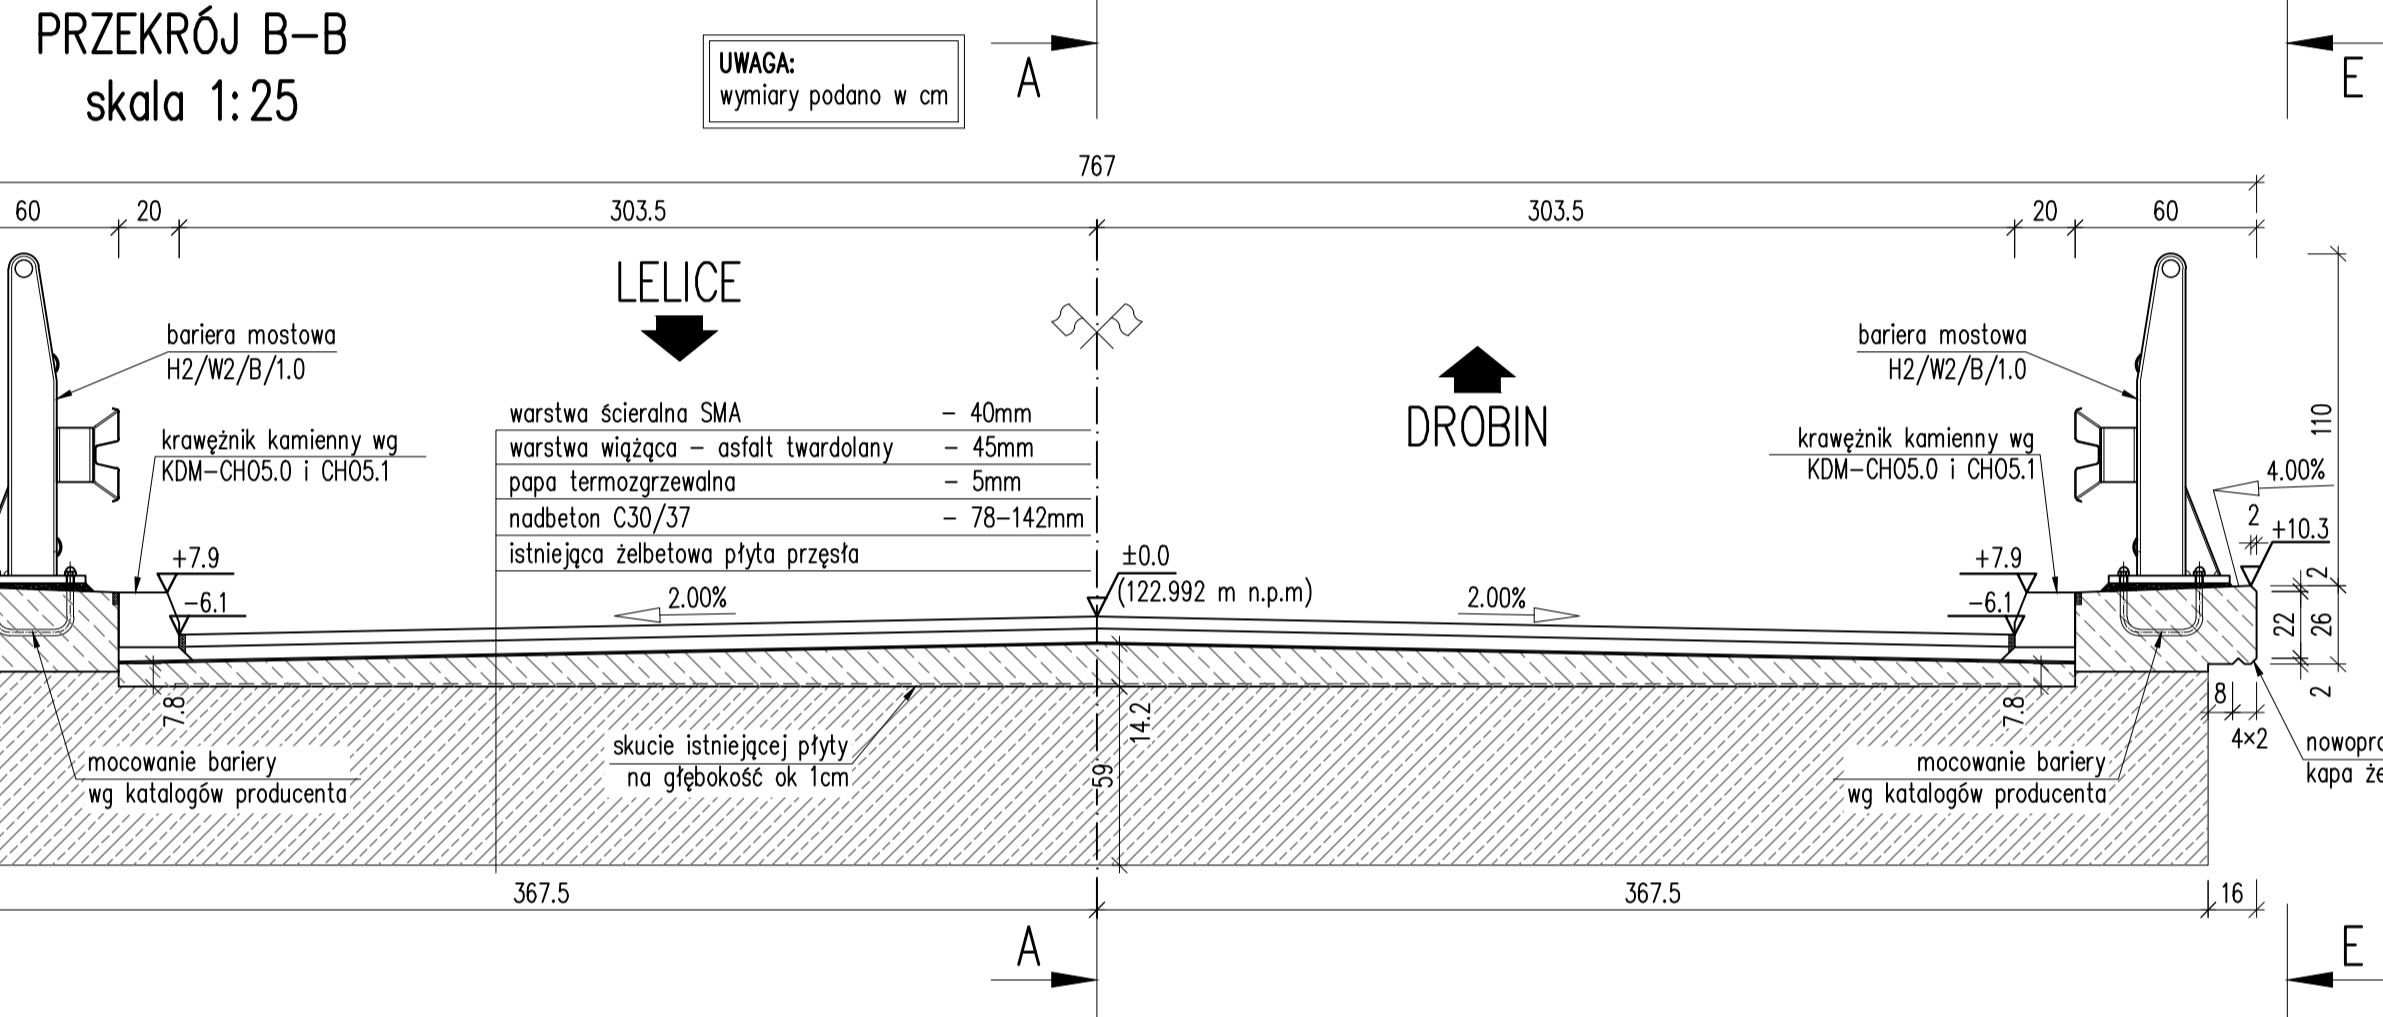 PRZEKRÓJ B-B
skala 1:25
UWAGA:
wymiary podano w cm
A
E
767
60
20
303.5
303.5
20
60
LELICE
bariera mostowa
H2/W2/B/1.0
bariera mostowa
H2/W2/B/1.0
110
warstwa ścieralna SMA - 40mm
warstwa wiążąca - asfalt twardolany - 45mm
papa termozgrzewalna - 5mm
nadbeton C30/37 - 78-142mm
istniejąca żelbetowa płyta przęsła
DROBIN
krawężnik kamienny wg
KDM-CHO5.0 i CHO5.1
krawężnik kamienny wg
KDM-CHO5.0 i CHO5.1
4.00%
2
+10.3
+7.9
-6.1
2.00%
±0.0
(122.992 m n.p.m)
2.00%
+7.9
-6.1
2
22
26
2
7.8
14.2
59
7.8
8
4×2
skucie istniejącej płyty
na głębokość ok 1cm
mocowanie bariery
wg katalogów producenta
mocowanie bariery
wg katalogów producenta
367.5
367.5
16
A
E